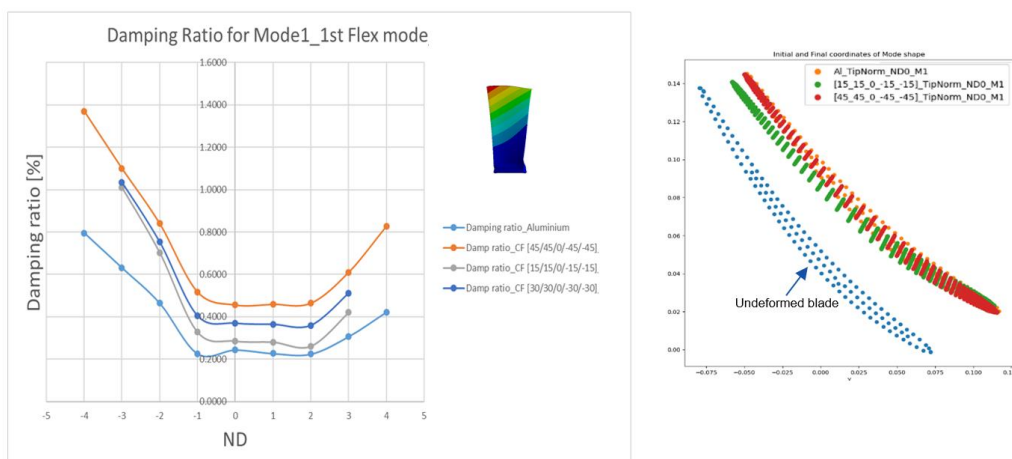 Damping Ratio for Mode1_1st Flex mode
1.6000
1.4000
1.2000
1.0000
0.8000
0.6000
0.4000
0.2000
0.0000
Damping ratio [%]
-5 -4 -3 -2 -1 0 1 2 3 4 5
ND
Damping ratio_Aluminium
Damp ratio_CF [45/45/0/-45/-45]
Damp ratio_CF [15/15/0/-15/-15]
Damp ratio_CF [30/30/0/-30/-30]
Initial and Final coordinates of Mode shape
Al_TipNorm_ND0_M1
[15_15_0_-15_-15]_TipNorm_ND0_M1
[45_45_0_-45_-45]_TipNorm_ND0_M1
0.14
0.12
0.10
0.08
0.06
0.04
0.02
0.00
Undeformed blade
-0.075 -0.050 -0.025 0.000 0.025 0.050 0.075 0.100